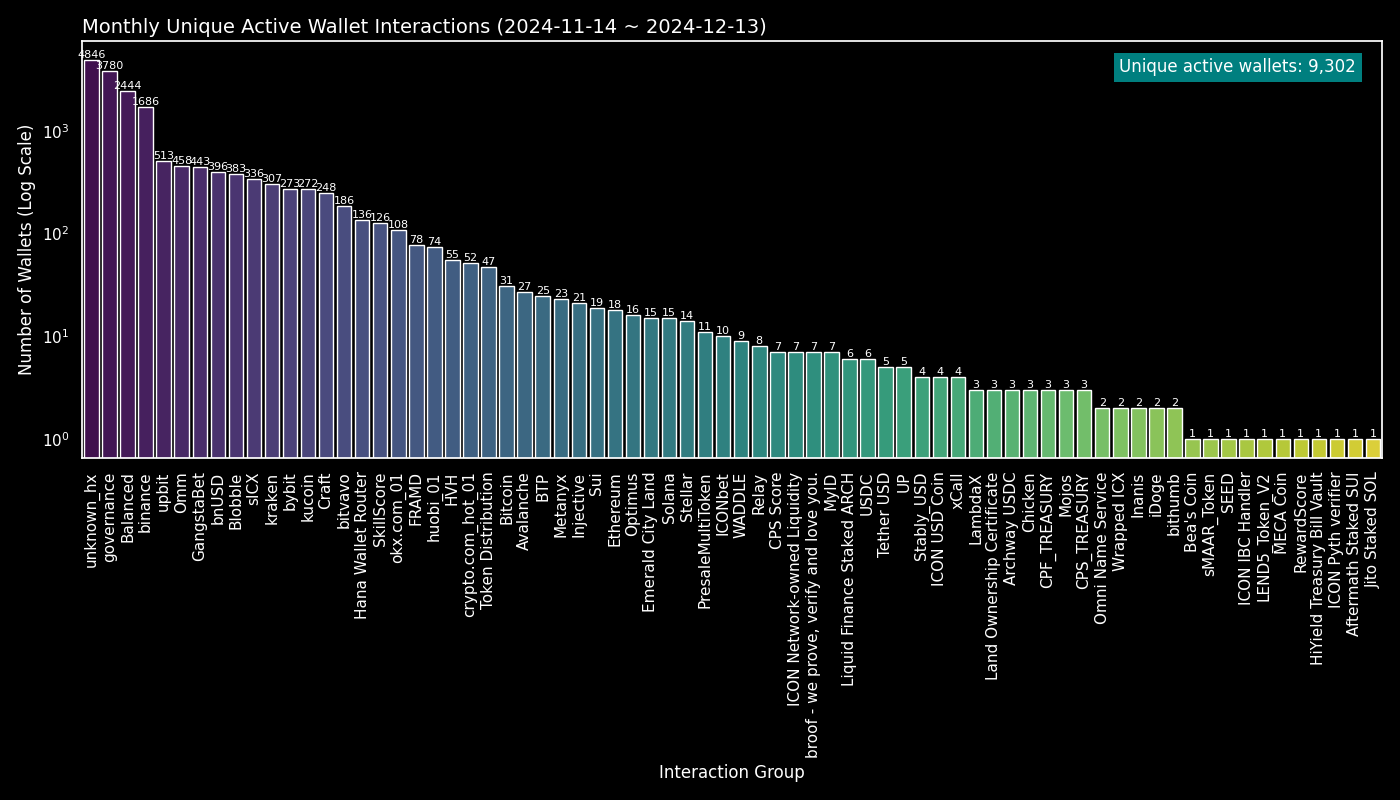 Monthly Unique Active Wallet Interactions (2024-11-14 ~ 2024-12-13)
Unique active wallets: 9,302
Number of Wallets (Log Scale)
10³
10²
10¹
10⁰
4846
3780
2444
1686
513
458
443
396
383
336
307
273
272
248
186
136
126
108
78
74
55
52
47
31
27
25
23
21
19
18
16
15
15
14
11
10
9
8
7
7
7
7
6
6
5
5
4
4
4
3
3
3
3
3
3
3
2
2
2
2
2
1
1
1
1
1
1
1
1
1
1
1
unknown_hx
governance
Balanced
binance
upbit
Omm
GangstaBet
bnUSD
Blobble
sICX
kraken
bybit
kucoin
Craft
bitvavo
Hana Wallet Router
SkillScore
okx.com_01
FRAMD
huobi_01
HVH
crypto.com_hot_01
Token Distribution
Bitcoin
Avalanche
BTP
Metanyx
Injective
Sui
Ethereum
Optimus
Emerald City Land
Solana
Stellar
PresaleMultiToken
ICONbet
WADDLE
Relay
CPS Score
ICON Network-owned Liquidity
broof - we prove, verify and love you.
MyID
Liquid Finance Staked ARCH
USDC
Tether USD
UP
Stably_USD
ICON USD Coin
xCall
LambdaX
Land Ownership Certificate
Archway USDC
Chicken
CPF_TREASURY
Mojos
CPS_TREASURY
Omni Name Service
Wrapped ICX
Inanis
iDoge
bithumb
Bea's Coin
sMAAR_Token
SEED
ICON IBC Handler
LEND5_Token_V2
MECA Coin
RewardScore
HiYield Treasury Bill Vault
ICON Pyth verifier
Aftermath Staked SUI
Jito Staked SOL
Interaction Group